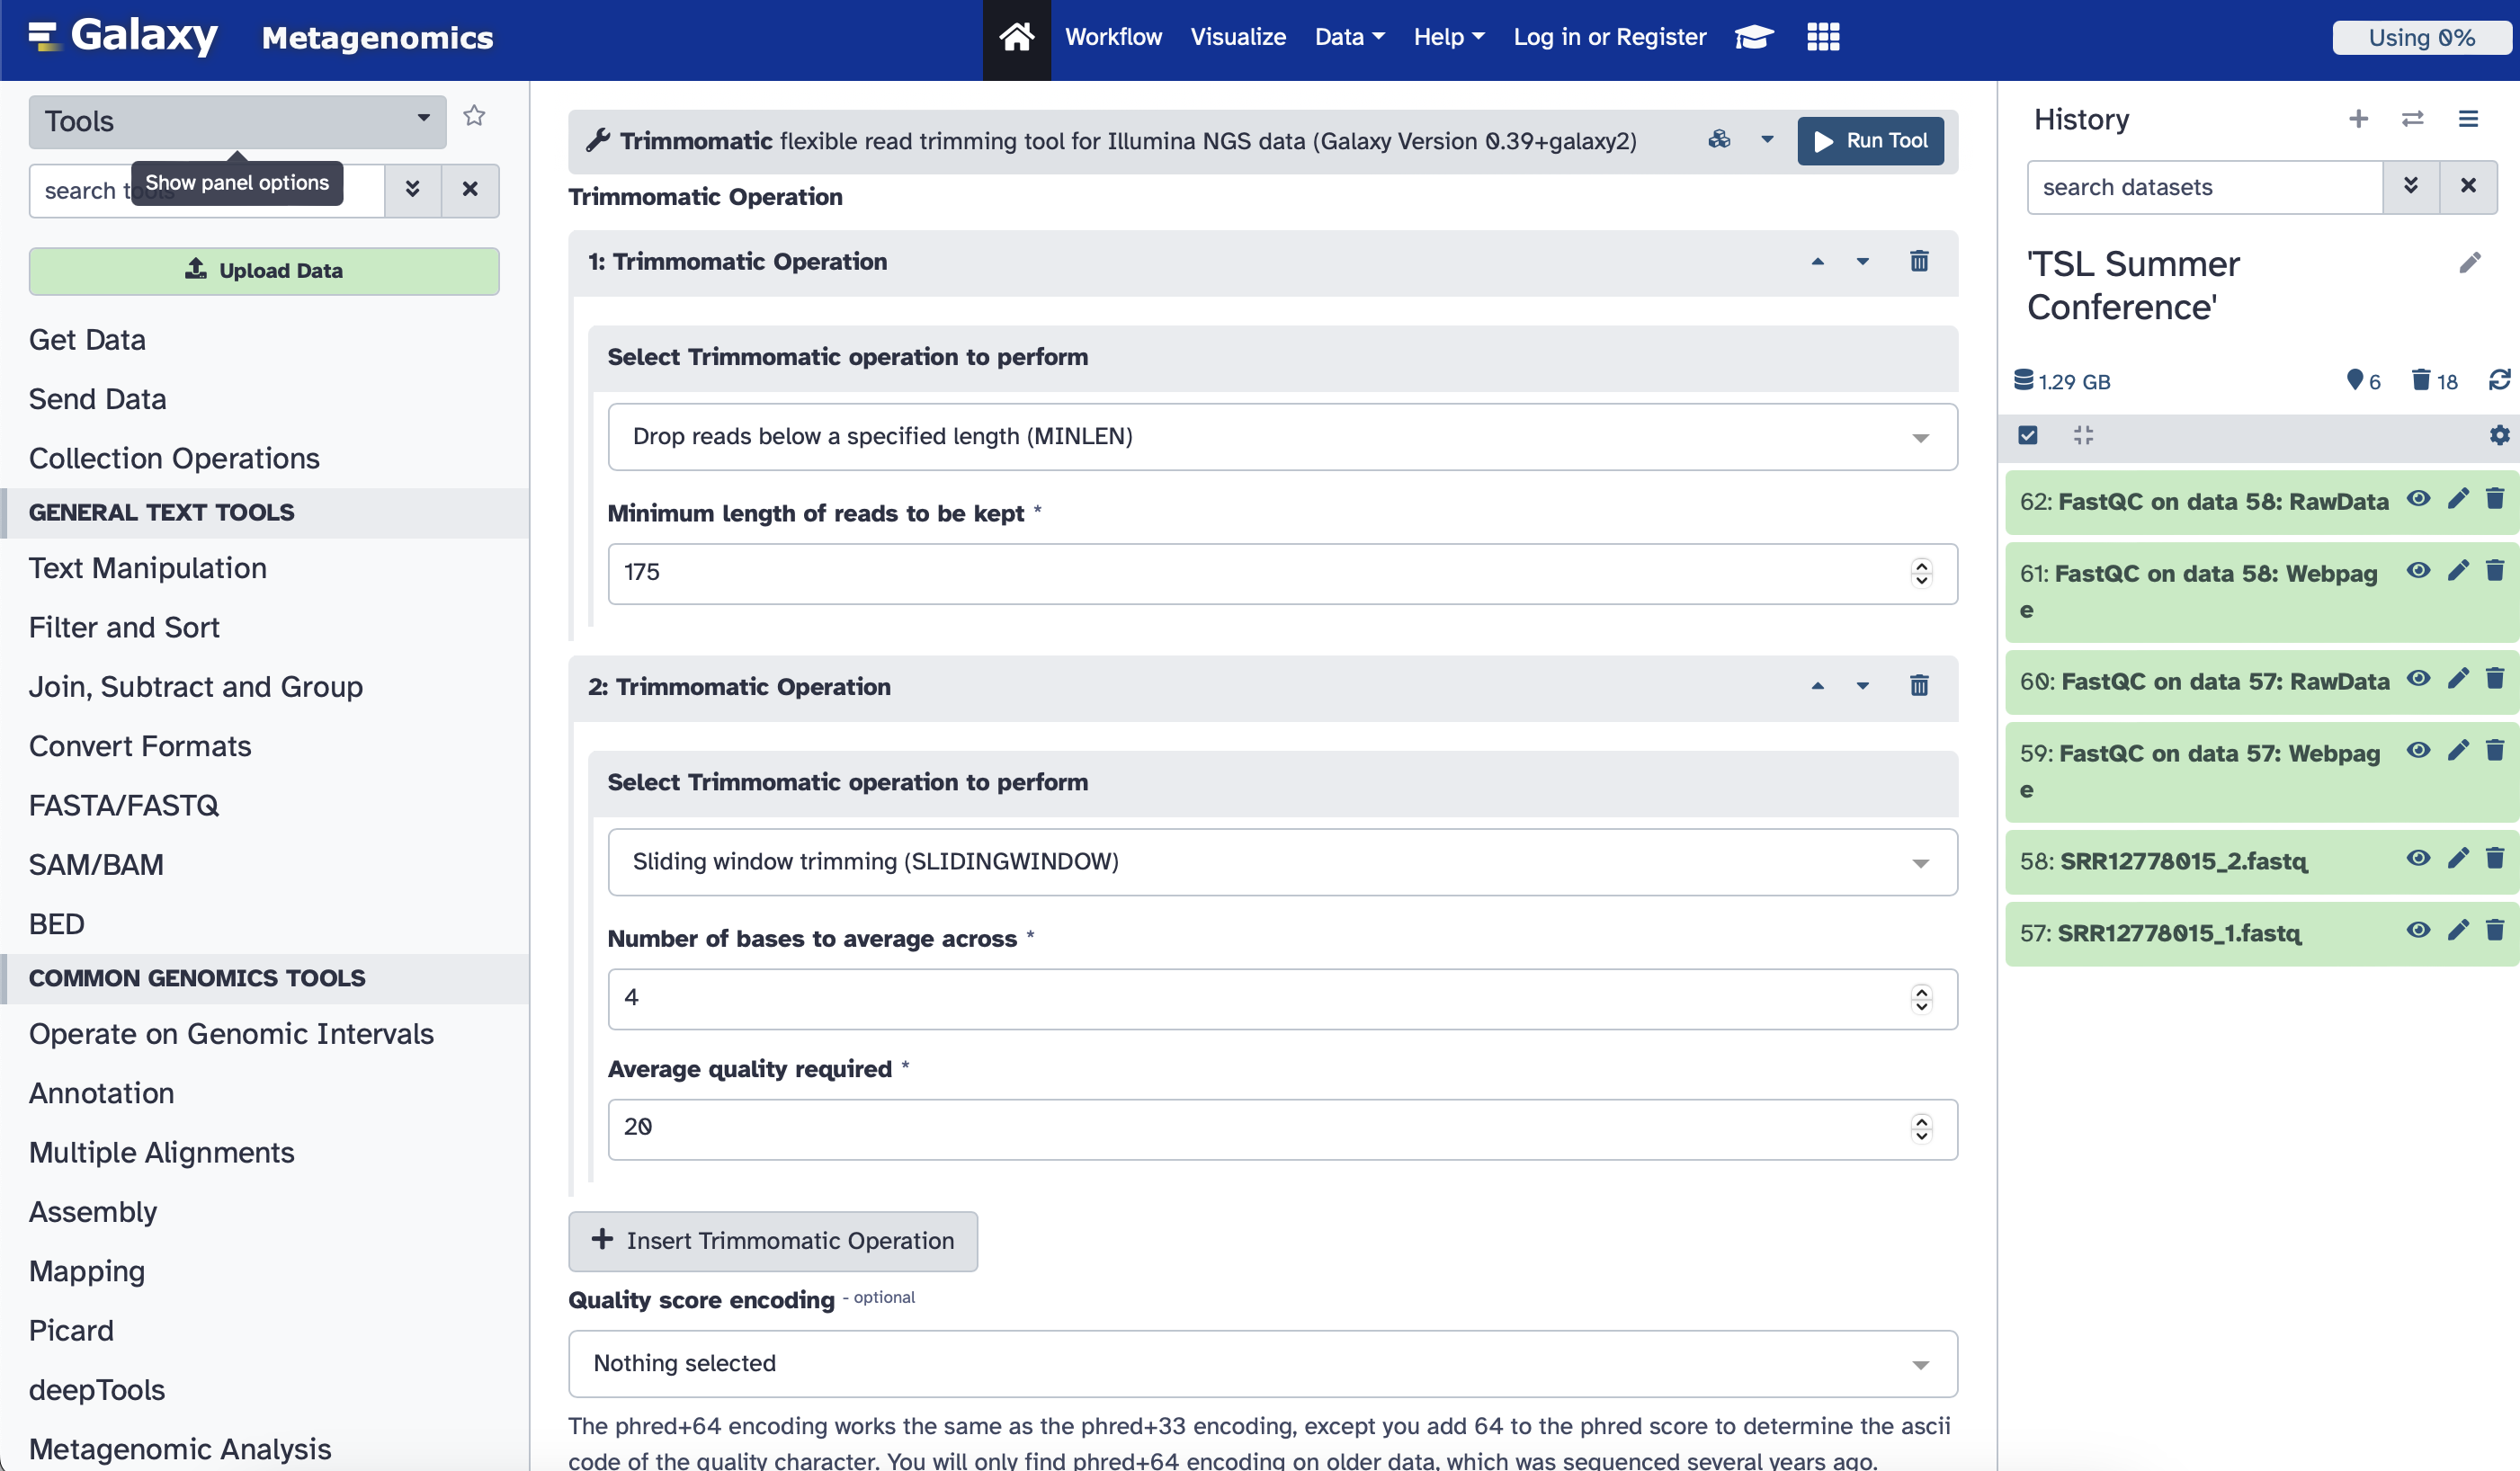 Galaxy Metagenomics
Workflow Visualize Data Help Log in or Register
Using 0%
Tools
Show panel options
search
Upload Data
Get Data
Send Data
Collection Operations
GENERAL TEXT TOOLS
Text Manipulation
Filter and Sort
Join, Subtract and Group
Convert Formats
FASTA/FASTQ
SAM/BAM
BED
COMMON GENOMICS TOOLS
Operate on Genomic Intervals
Annotation
Multiple Alignments
Assembly
Mapping
Picard
deepTools
Metagenomic Analysis
Trimmomatic flexible read trimming tool for Illumina NGS data (Galaxy Version 0.39+galaxy2)
Run Tool
Trimmomatic Operation
1: Trimmomatic Operation
Select Trimmomatic operation to perform
Drop reads below a specified length (MINLEN)
Minimum length of reads to be kept *
175
2: Trimmomatic Operation
Select Trimmomatic operation to perform
Sliding window trimming (SLIDINGWINDOW)
Number of bases to average across *
4
Average quality required *
20
Insert Trimmomatic Operation
Quality score encoding - optional
Nothing selected
The phred+64 encoding works the same as the phred+33 encoding, except you add 64 to the phred score to determine the ascii
code of the quality character. You will only find phred+64 encoding on older data, which was sequenced several years ago.
History
search datasets
'TSL Summer
Conference'
1.29 GB
6
18
62: FastQC on data 58: RawData
61: FastQC on data 58: Webpag
e
60: FastQC on data 57: RawData
59: FastQC on data 57: Webpag
e
58: SRR12778015_2.fastq
57: SRR12778015_1.fastq